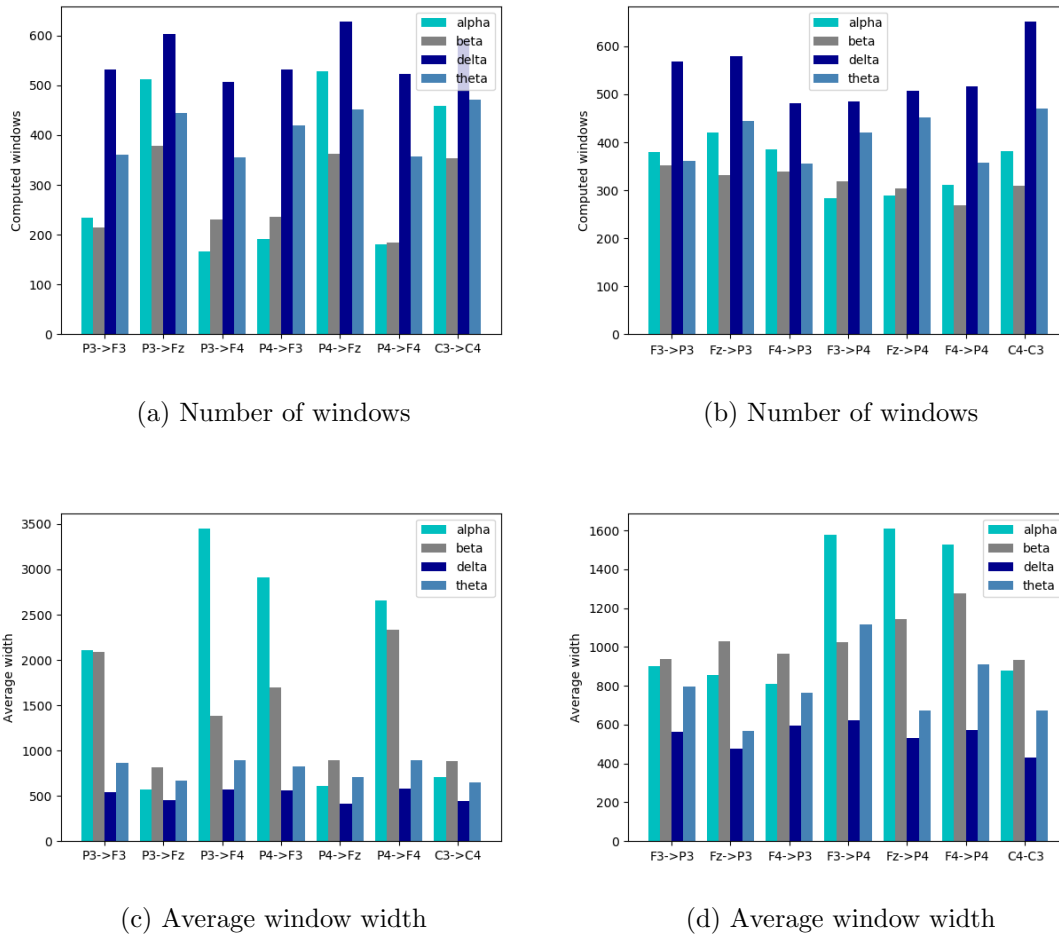 600
500
400
300
200
100
0
Computed windows
alpha
beta
delta
theta
P3->F3 P3->Fz P3->F4 P4->F3 P4->Fz P4->F4 C3->C4
(a) Number of windows
600
500
400
300
200
100
0
Computed windows
alpha
beta
delta
theta
F3->P3 Fz->P3 F4->P3 F3->P4 Fz->P4 F4->P4 C4-C3
(b) Number of windows
3500
3000
2500
2000
1500
1000
500
0
Average width
alpha
beta
delta
theta
P3->F3 P3->Fz P3->F4 P4->F3 P4->Fz P4->F4 C3->C4
(c) Average window width
1600
1400
1200
1000
800
600
400
200
0
Average width
alpha
beta
delta
theta
F3->P3 Fz->P3 F4->P3 F3->P4 Fz->P4 F4->P4 C4-C3
(d) Average window width